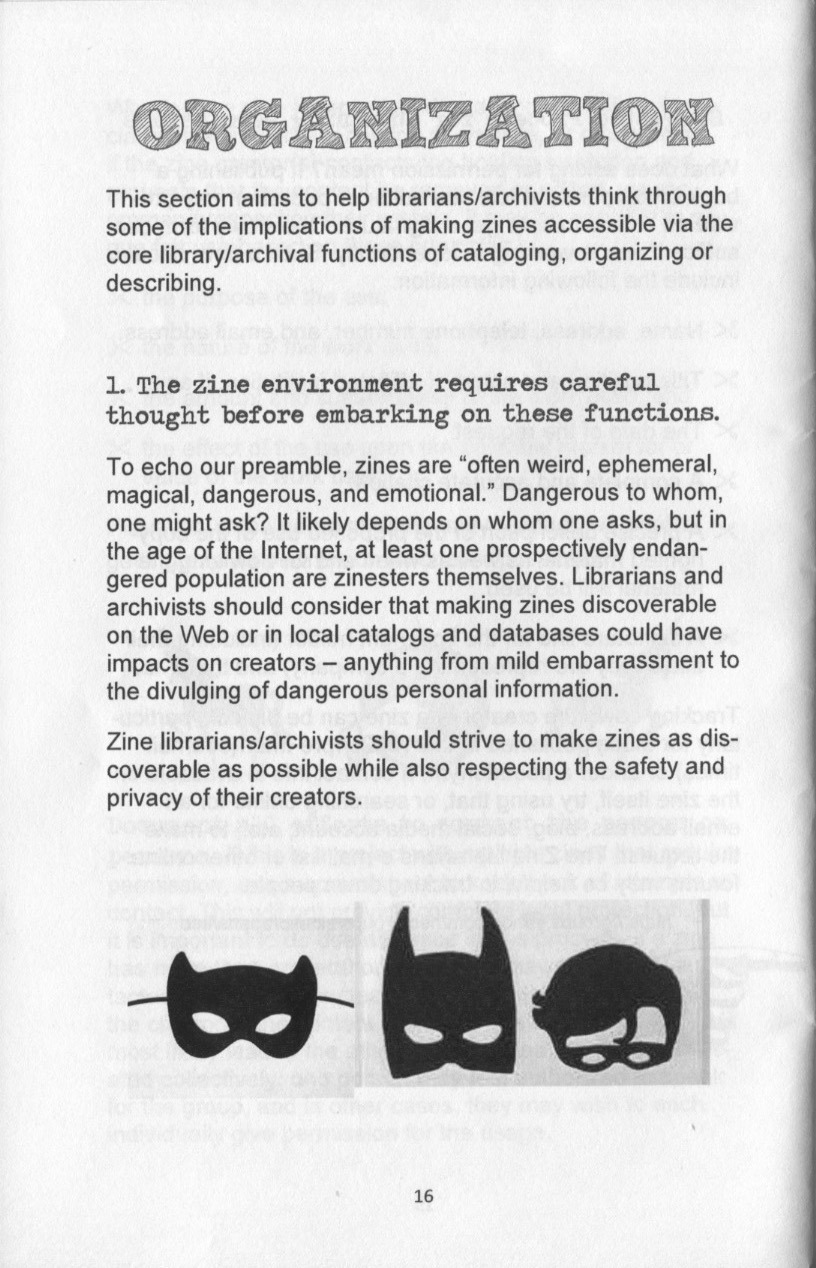 ORGANIZATION
This section aims to help librarians/archivists think through
some of the implications of making zines accessible via the
core library/archival functions of cataloging, organizing or
describing.
1. The zine environment requires careful
thought before embarking on these functions.
To echo our preamble, zines are “often weird, ephemeral,
magical, dangerous, and emotional.” Dangerous to whom,
one might ask? It likely depends on whom one asks, but in
the age of the Internet, at least one prospectively endan-
gered population are zinesters themselves. Librarians and
archivists should consider that making zines discoverable
on the Web or in local catalogs and databases could have
impacts on creators – anything from mild embarrassment to
the divulging of dangerous personal information.
Zine librarians/archivists should strive to make zines as dis-
coverable as possible while also respecting the safety and
privacy of their creators.
16